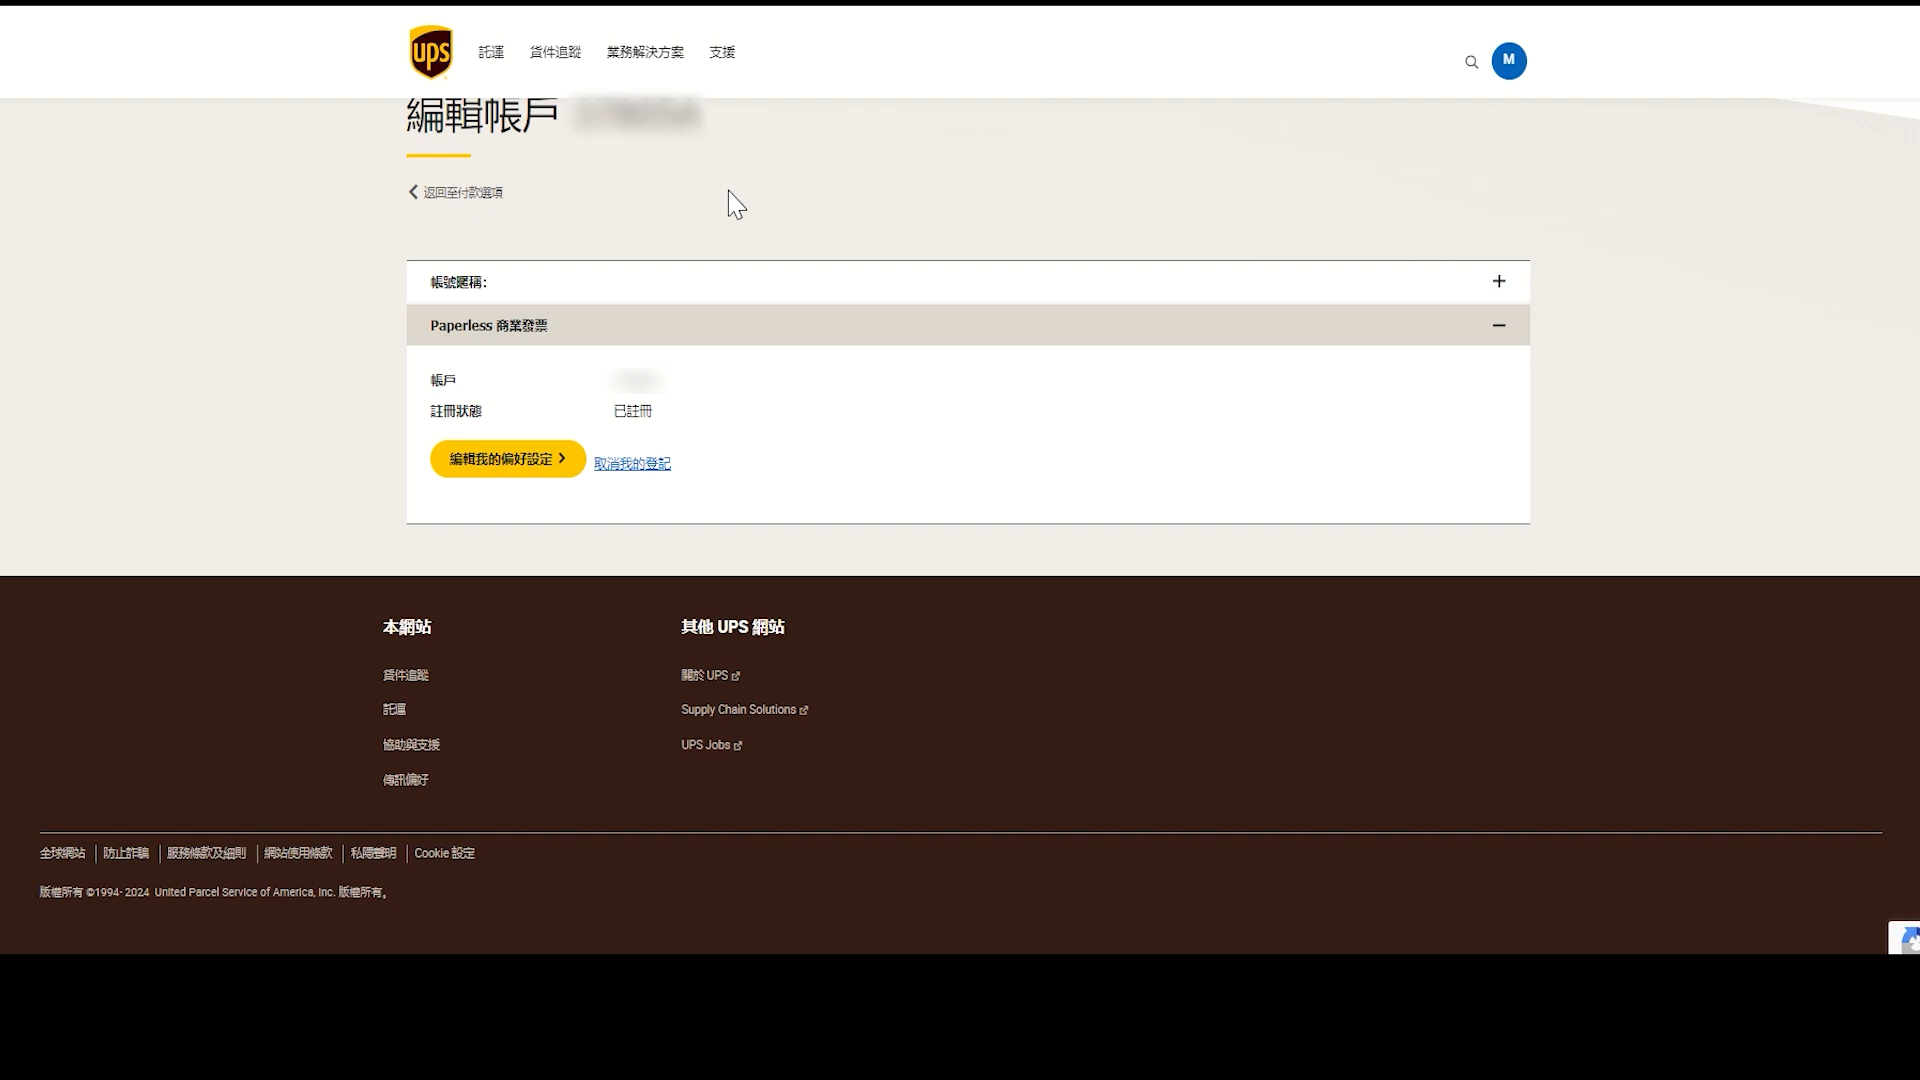 ups
託運 貨件追蹤 業務解決方案 支援
M
編輯帳戶
返回至付款選項
帳號暱稱:
Paperless 商業發票
帳戶
註冊狀態 已註冊
編輯我的偏好設定
取消我的登記
本網站
貨件追蹤
託運
協助與支援
傳訊偏好
其他 UPS 網站
關於 UPS
Supply Chain Solutions
UPS Jobs
全球網站 防止詐騙 服務條款及細則 網站使用條款 私隱聲明 Cookie 設定
版權所有 ©1994- 2024 United Parcel Service of America, Inc. 版權所有。